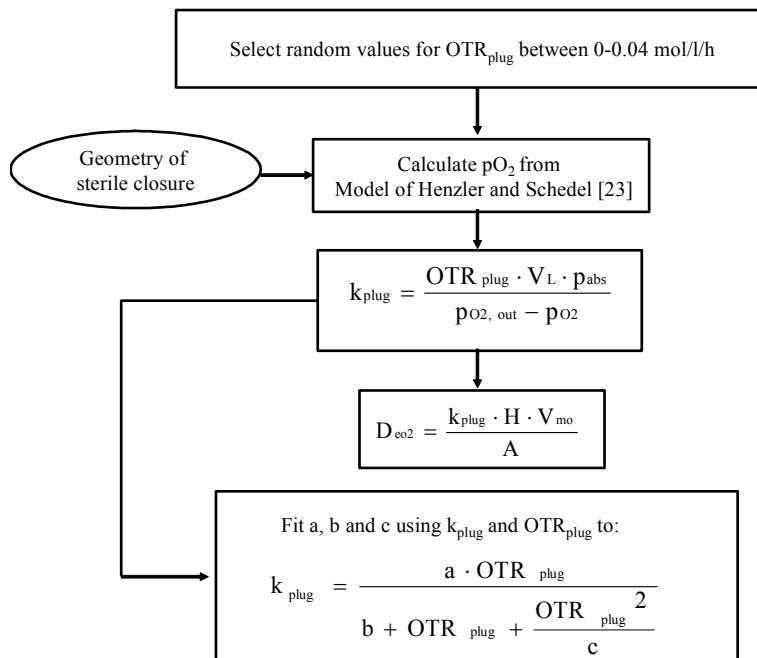 Select random values for OTR_plug between 0-0.04 mol/l/h
Geometry of
sterile closure
Calculate pO₂ from
Model of Henzler and Schedel [23]
k_plug = (OTR_plug · V_L · p_abs) / (p_O2, out − p_O2)
D_eo2 = (k_plug · H · V_mo) / A
Fit a, b and c using k_plug and OTR_plug to:
k_plug = (a · OTR_plug) / (b + OTR_plug + OTR_plug² / c)